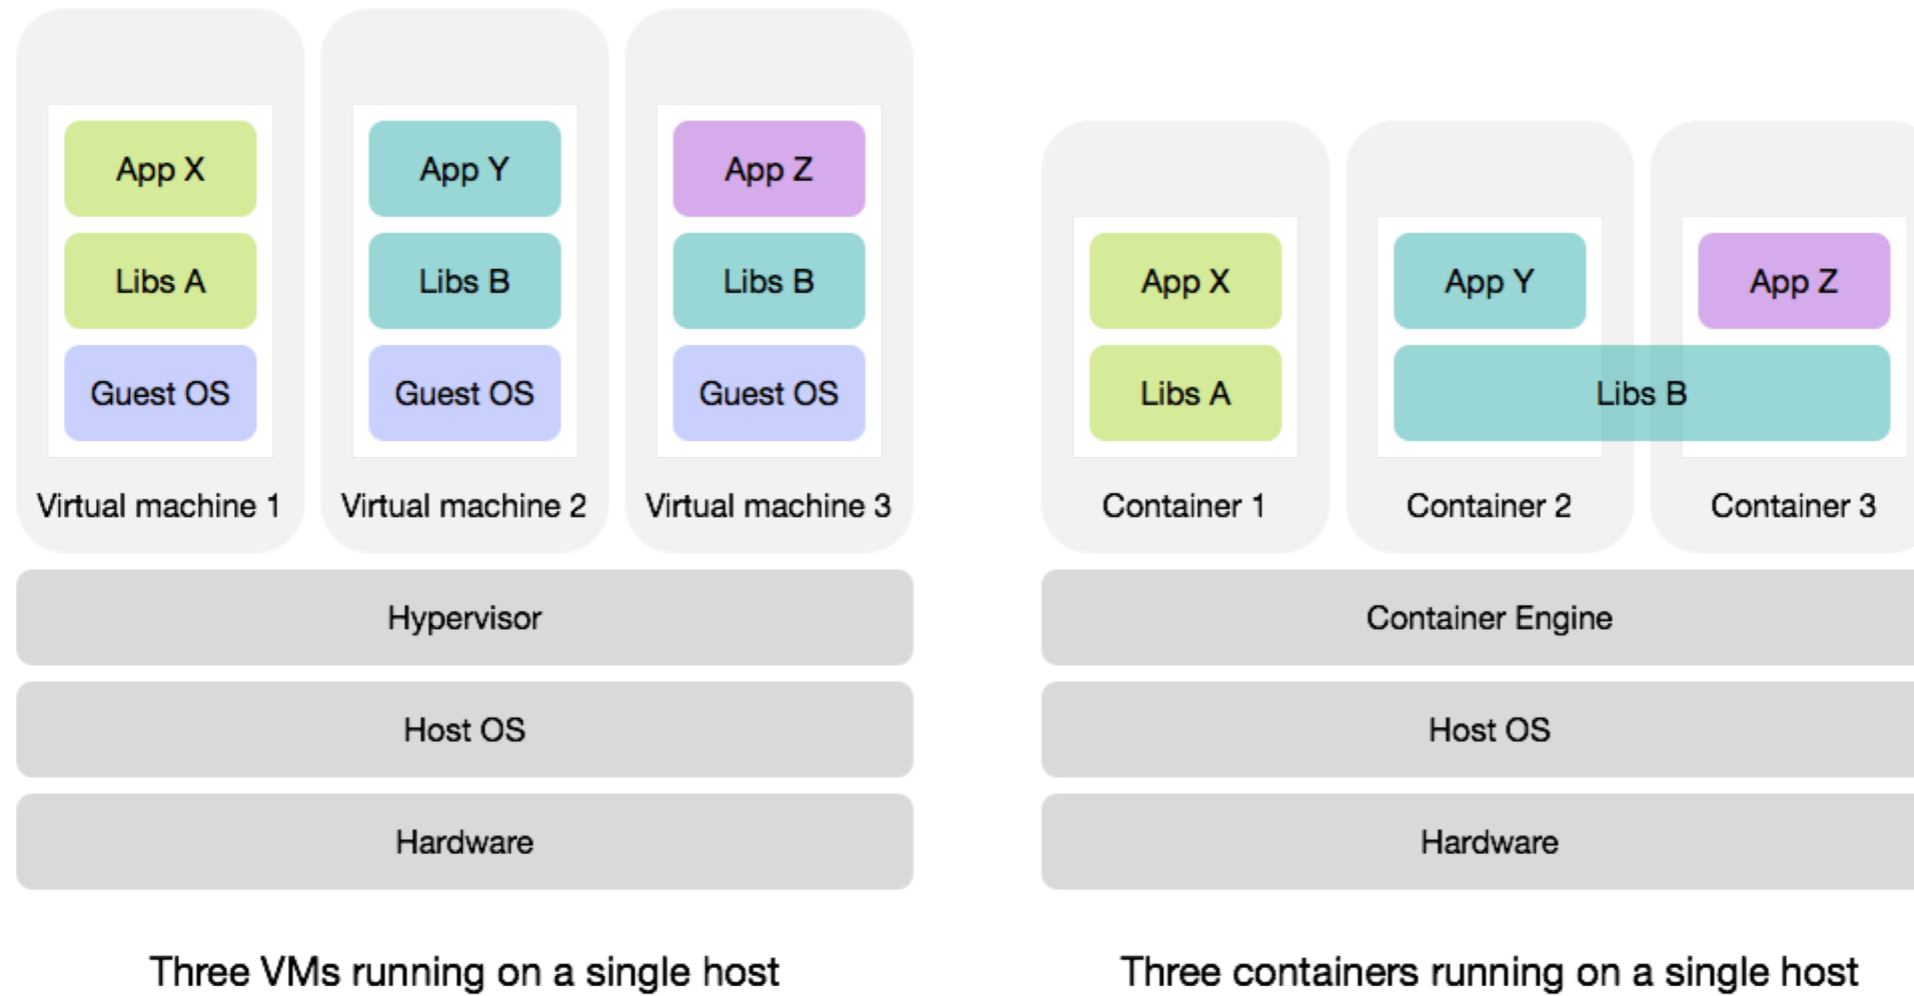 App X
Libs A
Guest OS
Virtual machine 1
App Y
Libs B
Guest OS
Virtual machine 2
App Z
Libs B
Guest OS
Virtual machine 3
Hypervisor
Host OS
Hardware
Three VMs running on a single host
App X
Libs A
Container 1
App Y
App Z
Libs B
Container 2
Container 3
Container Engine
Host OS
Hardware
Three containers running on a single host